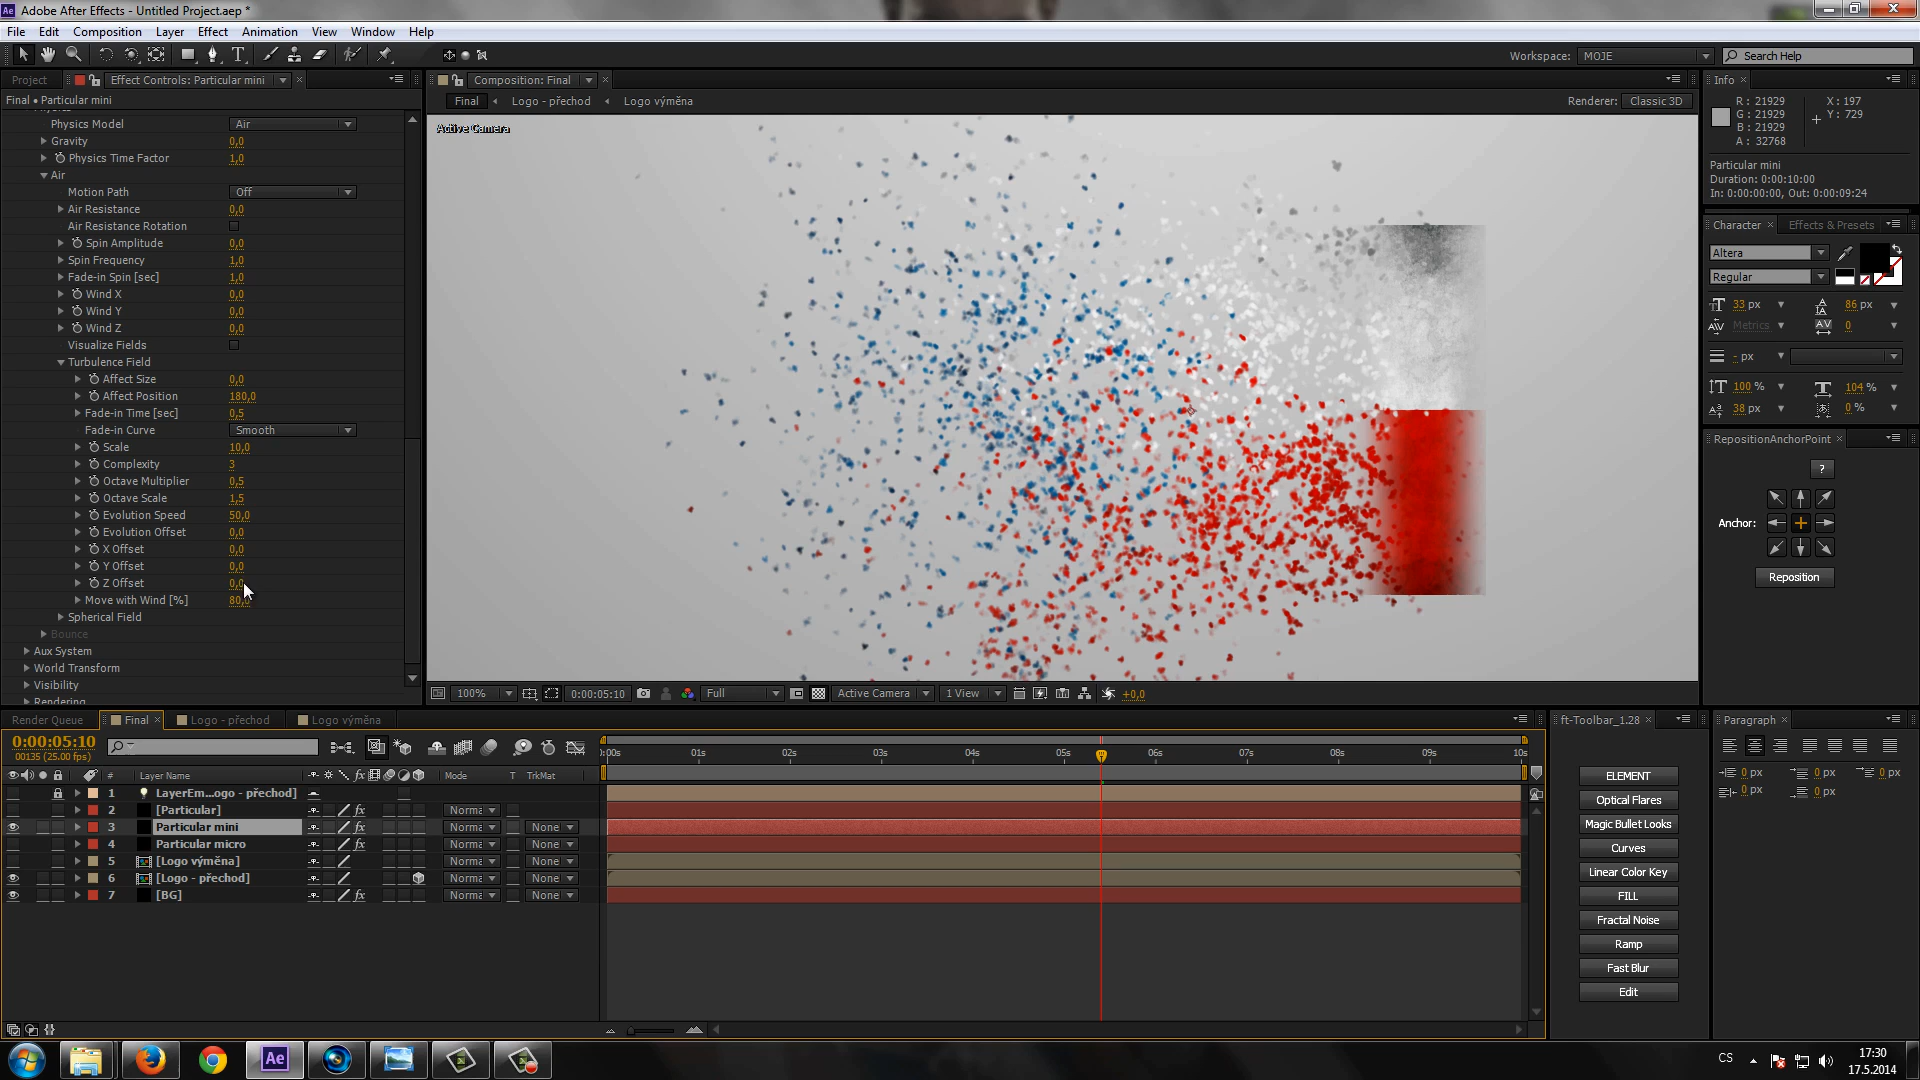 Adobe After Effects - Untitled Project.aep *
File Edit Composition Layer Effect Animation View Window Help
Workspace: MOJE Search Help
Project Effect Controls: Particular mini
Final • Particular mini
Physics Model Air
Gravity 0,0
Physics Time Factor 1,0
Air
Motion Path Off
Air Resistance 0,0
Air Resistance Rotation
Spin Amplitude 0,0
Spin Frequency 1,0
Fade-in Spin [sec] 1,0
Wind X 0,0
Wind Y 0,0
Wind Z 0,0
Visualize Fields
Turbulence Field
Affect Size 0,0
Affect Position 180,0
Fade-in Time [sec] 0,5
Fade-in Curve Smooth
Scale 10,0
Complexity 3
Octave Multiplier 0,5
Octave Scale 1,5
Evolution Speed 50,0
Evolution Offset 0,0
X Offset 0,0
Y Offset 0,0
Z Offset 0,0
Move with Wind [%] 80,0
Spherical Field
Bounce
Aux System
World Transform
Visibility
Rendering
Composition: Final
Final Logo - přechod Logo výměna
Renderer: Classic 3D
Active Camera
100% 0:00:05:10 Full Active Camera 1 View +0,0
Info
R : 21929 X : 197
G : 21929 Y : 729
B : 21929
A : 32768
Particular mini
Duration: 0:00:10:00
In: 0:00:00:00, Out: 0:00:09:24
Character Effects & Presets
Altera
Regular
33 px 86 px
Metrics 0
- px
100 % 104 %
38 px 0 %
RepositionAnchorPoint
?
Anchor:
Reposition
Render Queue Final Logo - přechod Logo výměna
0:00:05:10
00135 (25.00 fps)
:00s 01s 02s 03s 04s 05s 06s 07s 08s 09s 10s
# Layer Name fx Mode T TrkMat
1 LayerEm...ogo - přechod]
2 [Particular] fx Norma
3 Particular mini fx Norma None
4 Particular micro fx Norma None
5 [Logo výměna] Norma None
6 [Logo - přechod] Norma None
7 [BG] fx Norma None
ft-Toolbar_1.28
ELEMENT
Optical Flares
Magic Bullet Looks
Curves
Linear Color Key
FILL
Fractal Noise
Ramp
Fast Blur
Edit
Paragraph
0 px 0 px 0 px
0 px 0 px
Ae
CS
17:30
17.5.2014